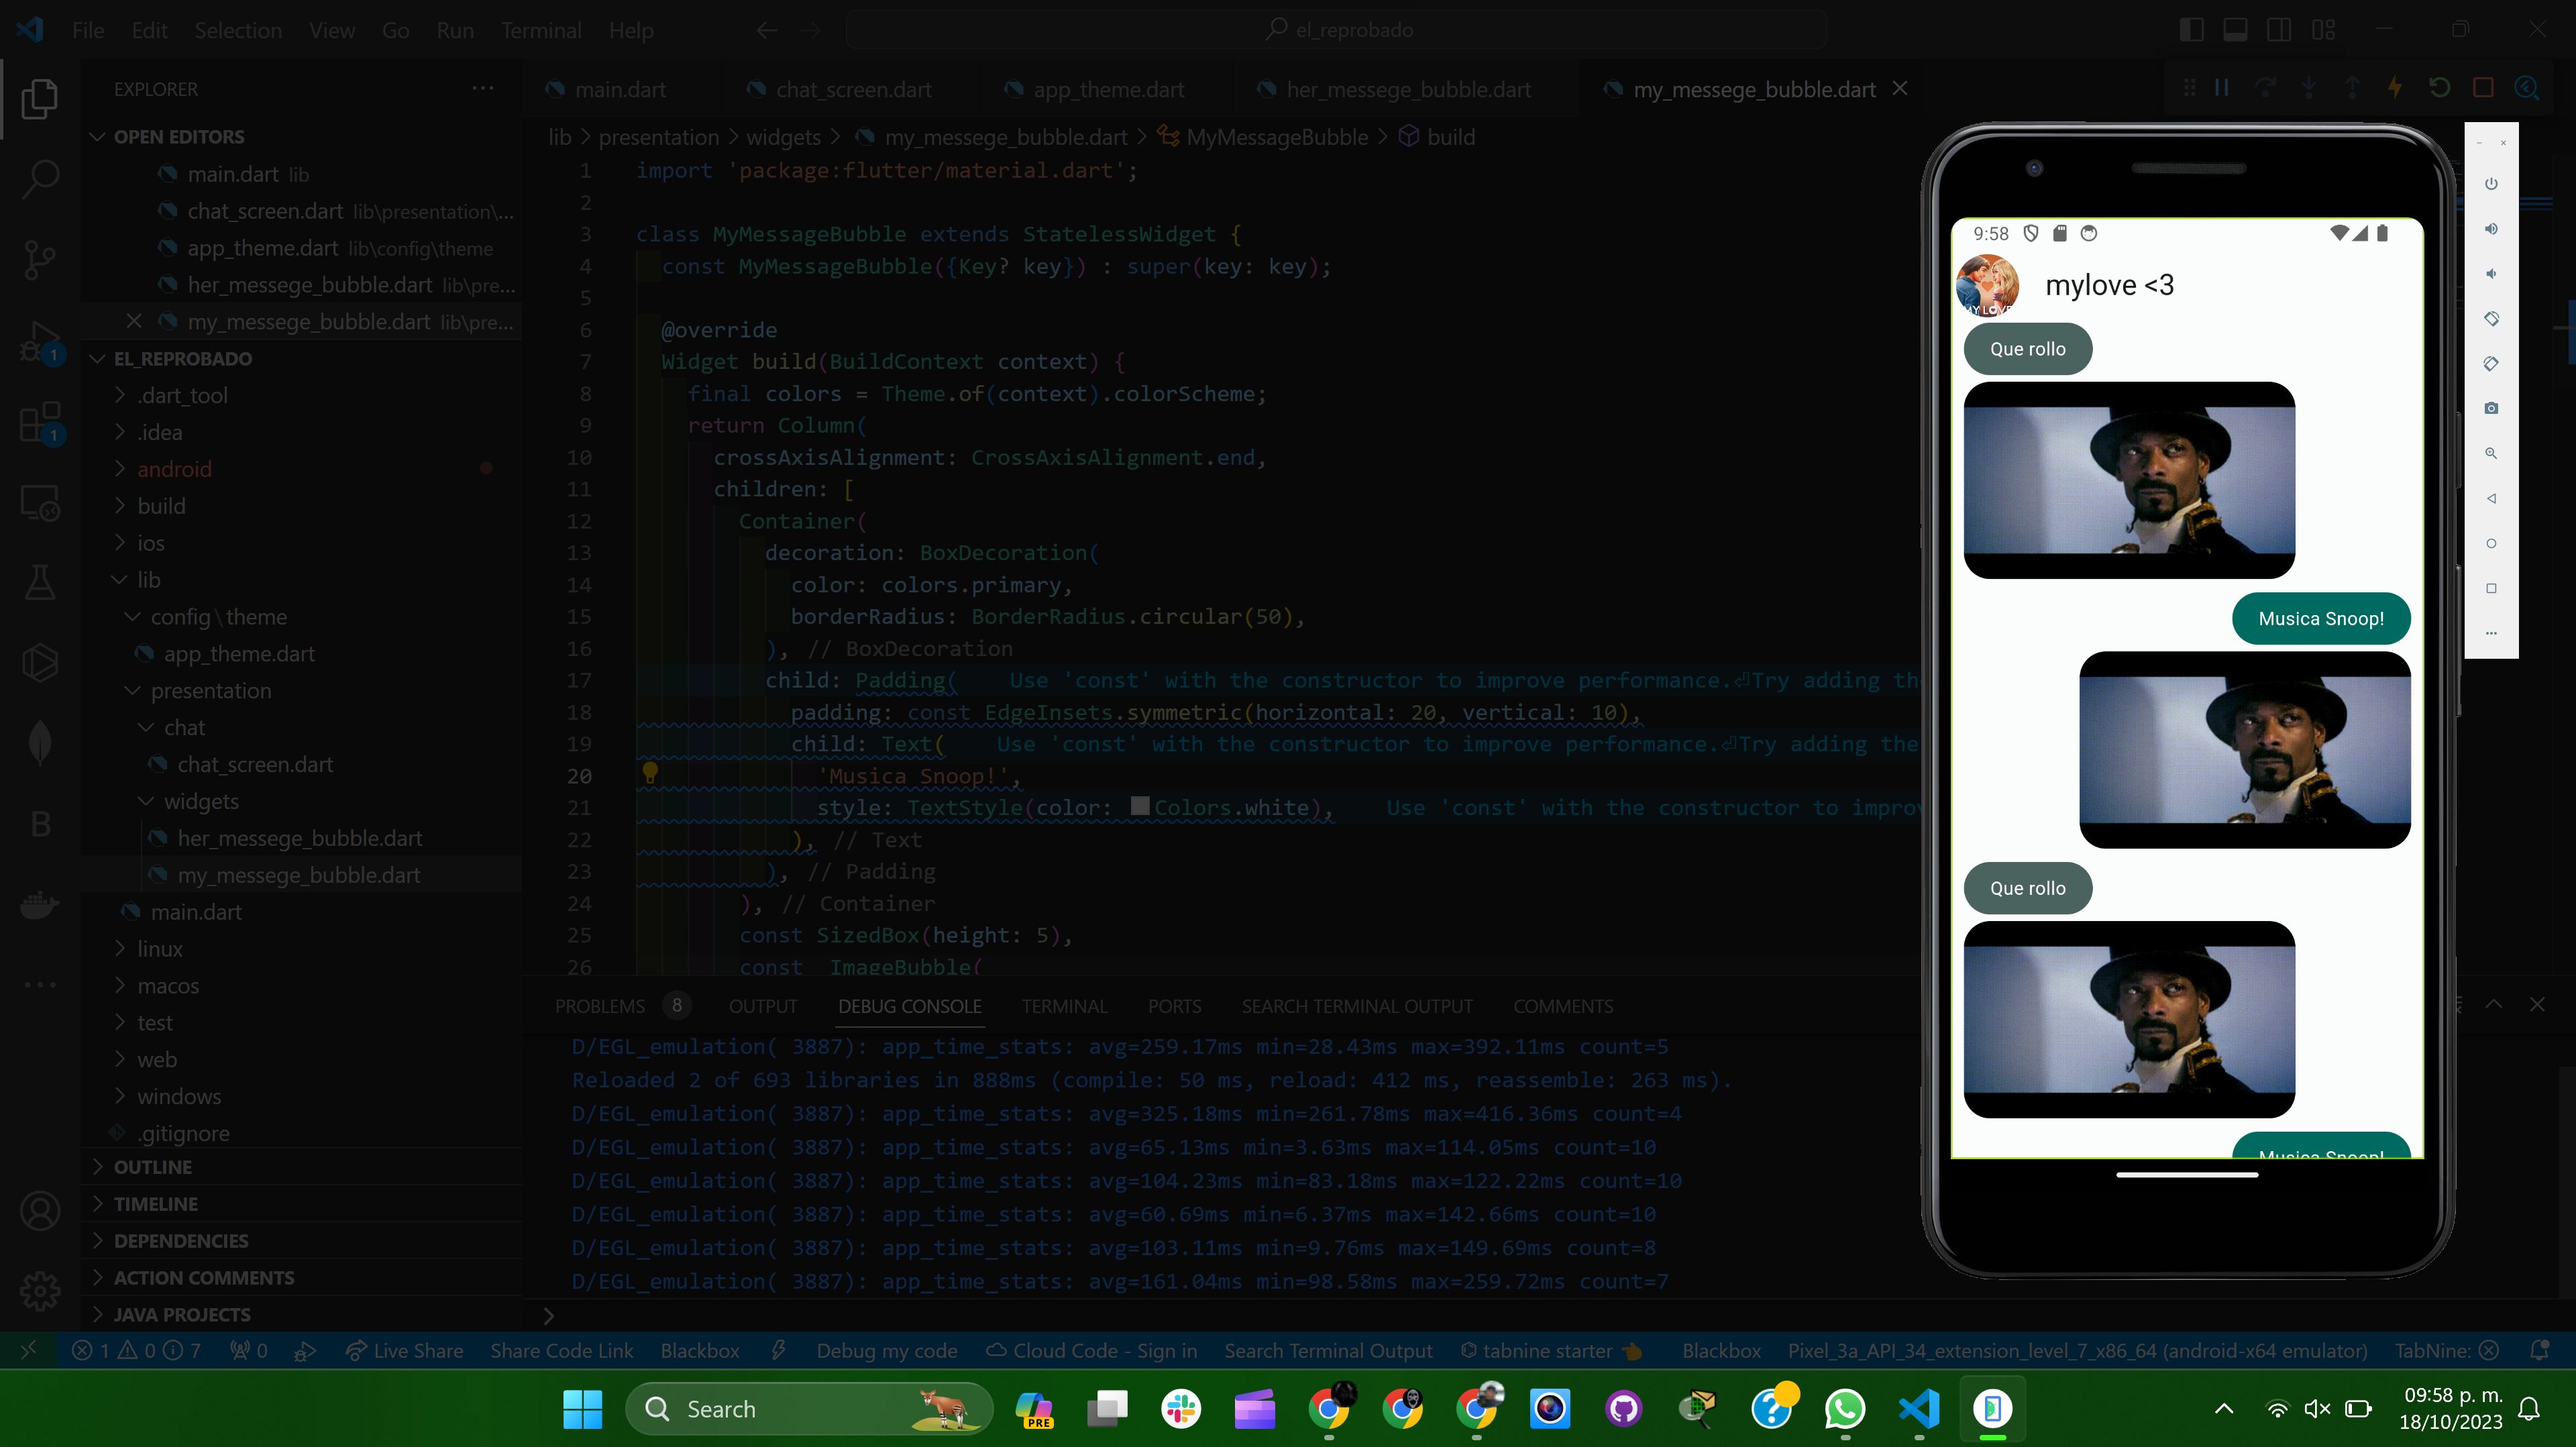 File Edit Selection View Go Run Terminal Help
el_reprobado
EXPLORER
OPEN EDITORS
main.dart lib
chat_screen.dart lib\presentation\...
app_theme.dart lib\config\theme
her_messege_bubble.dart lib\pre...
my_messege_bubble.dart lib\pre...
EL_REPROBADO
.dart_tool
.idea
android
build
ios
lib
config\theme
app_theme.dart
presentation
chat
chat_screen.dart
widgets
her_messege_bubble.dart
my_messege_bubble.dart
main.dart
linux
macos
test
web
windows
.gitignore
OUTLINE
TIMELINE
DEPENDENCIES
ACTION COMMENTS
JAVA PROJECTS
1
1
B
main.dart chat_screen.dart app_theme.dart her_messege_bubble.dart my_messege_bubble.dart
lib > presentation > widgets > my_messege_bubble.dart > MyMessageBubble > build
1 import 'package:flutter/material.dart';
2
3 class MyMessageBubble extends StatelessWidget {
4 const MyMessageBubble({Key? key}) : super(key: key);
5
6 @override
7 Widget build(BuildContext context) {
8 final colors = Theme.of(context).colorScheme;
9 return Column(
10 crossAxisAlignment: CrossAxisAlignment.end,
11 children: [
12 Container(
13 decoration: BoxDecoration(
14 color: colors.primary,
15 borderRadius: BorderRadius.circular(50),
16 ), // BoxDecoration
17 child: Padding( Use 'const' with the constructor to improve performance.⏎Try adding th
18 padding: const EdgeInsets.symmetric(horizontal: 20, vertical: 10),
19 child: Text( Use 'const' with the constructor to improve performance.⏎Try adding the
20 'Musica Snoop!',
21 style: TextStyle(color: Colors.white), Use 'const' with the constructor to impro
22 ), // Text
23 ), // Padding
24 ), // Container
25 const SizedBox(height: 5),
26 const _ImageBubble(
PROBLEMS 8 OUTPUT DEBUG CONSOLE TERMINAL PORTS SEARCH TERMINAL OUTPUT COMMENTS
D/EGL_emulation( 3887): app_time_stats: avg=259.17ms min=28.43ms max=392.11ms count=5
Reloaded 2 of 693 libraries in 888ms (compile: 50 ms, reload: 412 ms, reassemble: 263 ms).
D/EGL_emulation( 3887): app_time_stats: avg=325.18ms min=261.78ms max=416.36ms count=4
D/EGL_emulation( 3887): app_time_stats: avg=65.13ms min=3.63ms max=114.05ms count=10
D/EGL_emulation( 3887): app_time_stats: avg=104.23ms min=83.18ms max=122.22ms count=10
D/EGL_emulation( 3887): app_time_stats: avg=60.69ms min=6.37ms max=142.66ms count=10
D/EGL_emulation( 3887): app_time_stats: avg=103.11ms min=9.76ms max=149.69ms count=8
D/EGL_emulation( 3887): app_time_stats: avg=161.04ms min=98.58ms max=259.72ms count=7
9:58
MY LOVE
mylove <3
Que rollo
Musica Snoop!
Que rollo
Musica Snoop!
1 0 7 0 Live Share Share Code Link Blackbox Debug my code Cloud Code - Sign in Search Terminal Output tabnine starter Blackbox Pixel_3a_API_34_extension_level_7_x86_64 (android-x64 emulator) TabNine:
Search
PRE
09:58 p. m.
18/10/2023